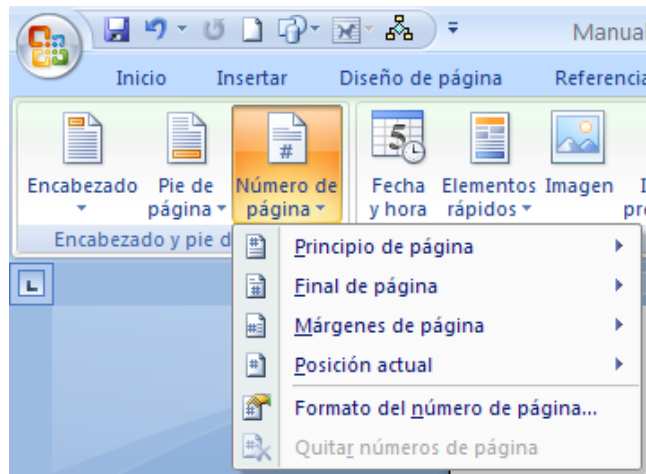 Manual
Inicio Insertar Diseño de página Referencia
Encabezado Pie de página Número de página Fecha y hora Elementos rápidos Imagen
Encabezado y pie d
Principio de página
Final de página
Márgenes de página
Posición actual
Formato del número de página...
Quitar números de página